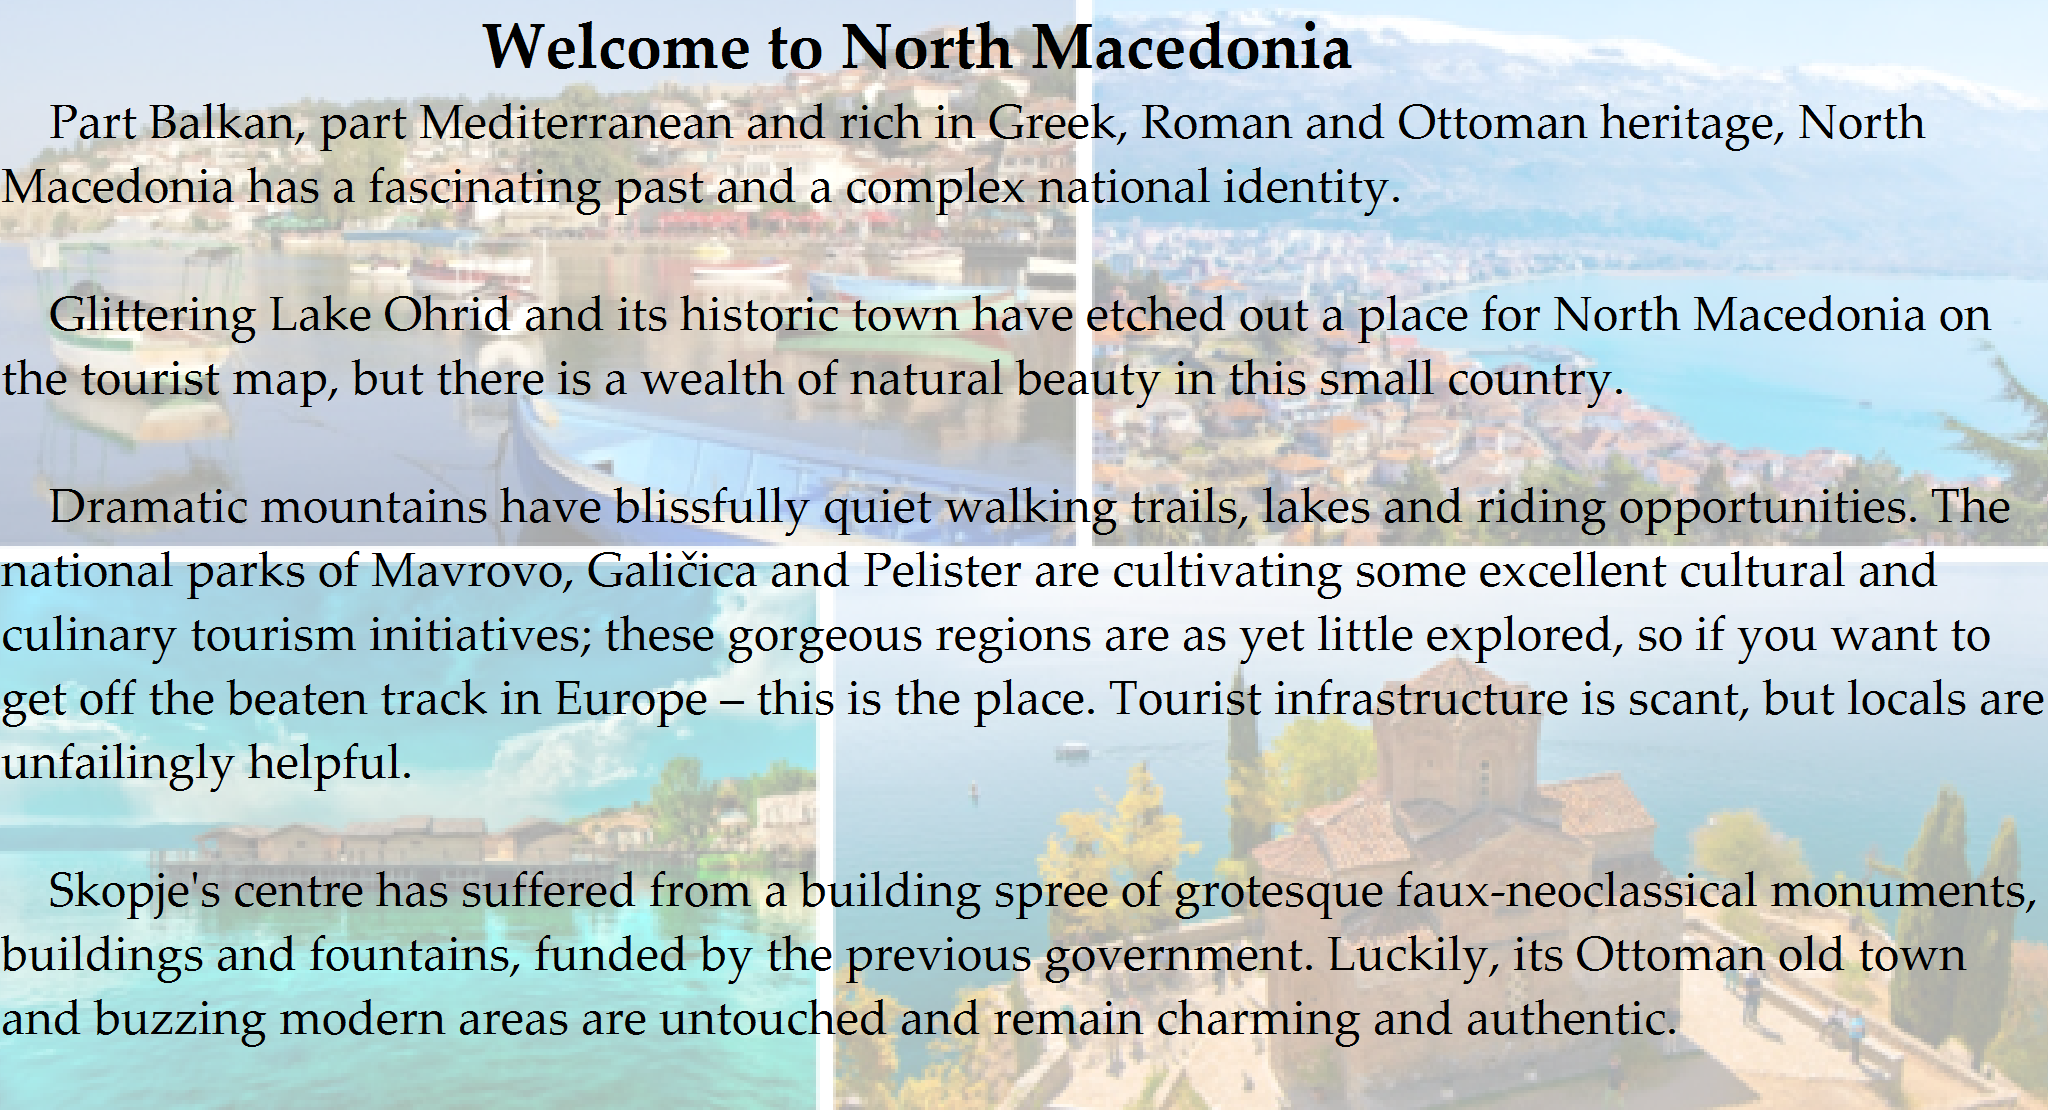 Welcome to North Macedonia
Part Balkan, part Mediterranean and rich in Greek, Roman and Ottoman heritage, North
Macedonia has a fascinating past and a complex national identity.
Glittering Lake Ohrid and its historic town have etched out a place for North Macedonia on
the tourist map, but there is a wealth of natural beauty in this small country.
Dramatic mountains have blissfully quiet walking trails, lakes and riding opportunities. The
national parks of Mavrovo, Galičica and Pelister are cultivating some excellent cultural and
culinary tourism initiatives; these gorgeous regions are as yet little explored, so if you want to
get off the beaten track in Europe – this is the place. Tourist infrastructure is scant, but locals are
unfailingly helpful.
Skopje's centre has suffered from a building spree of grotesque faux-neoclassical monuments,
buildings and fountains, funded by the previous government. Luckily, its Ottoman old town
and buzzing modern areas are untouched and remain charming and authentic.